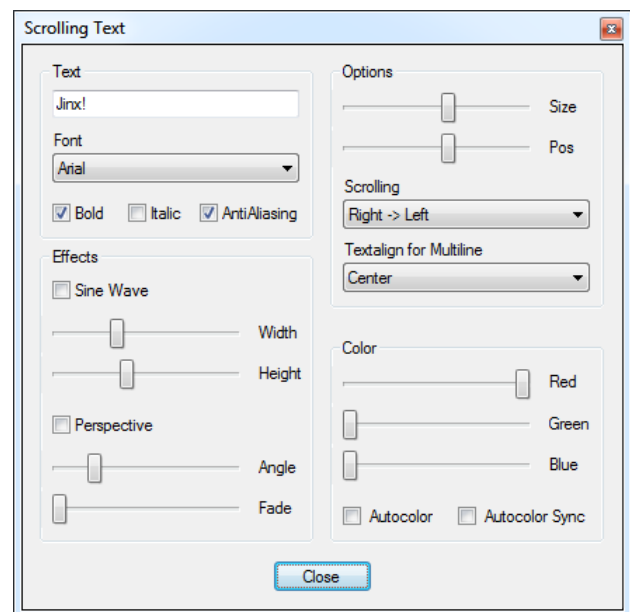 Scrolling Text
Text
Jinx!
Font
Arial
Bold Italic AntiAliasing
Effects
Sine Wave
Width
Height
Perspective
Angle
Fade
Options
Size
Pos
Scrolling
Right -> Left
Textalign for Multiline
Center
Color
Red
Green
Blue
Autocolor Autocolor Sync
Close